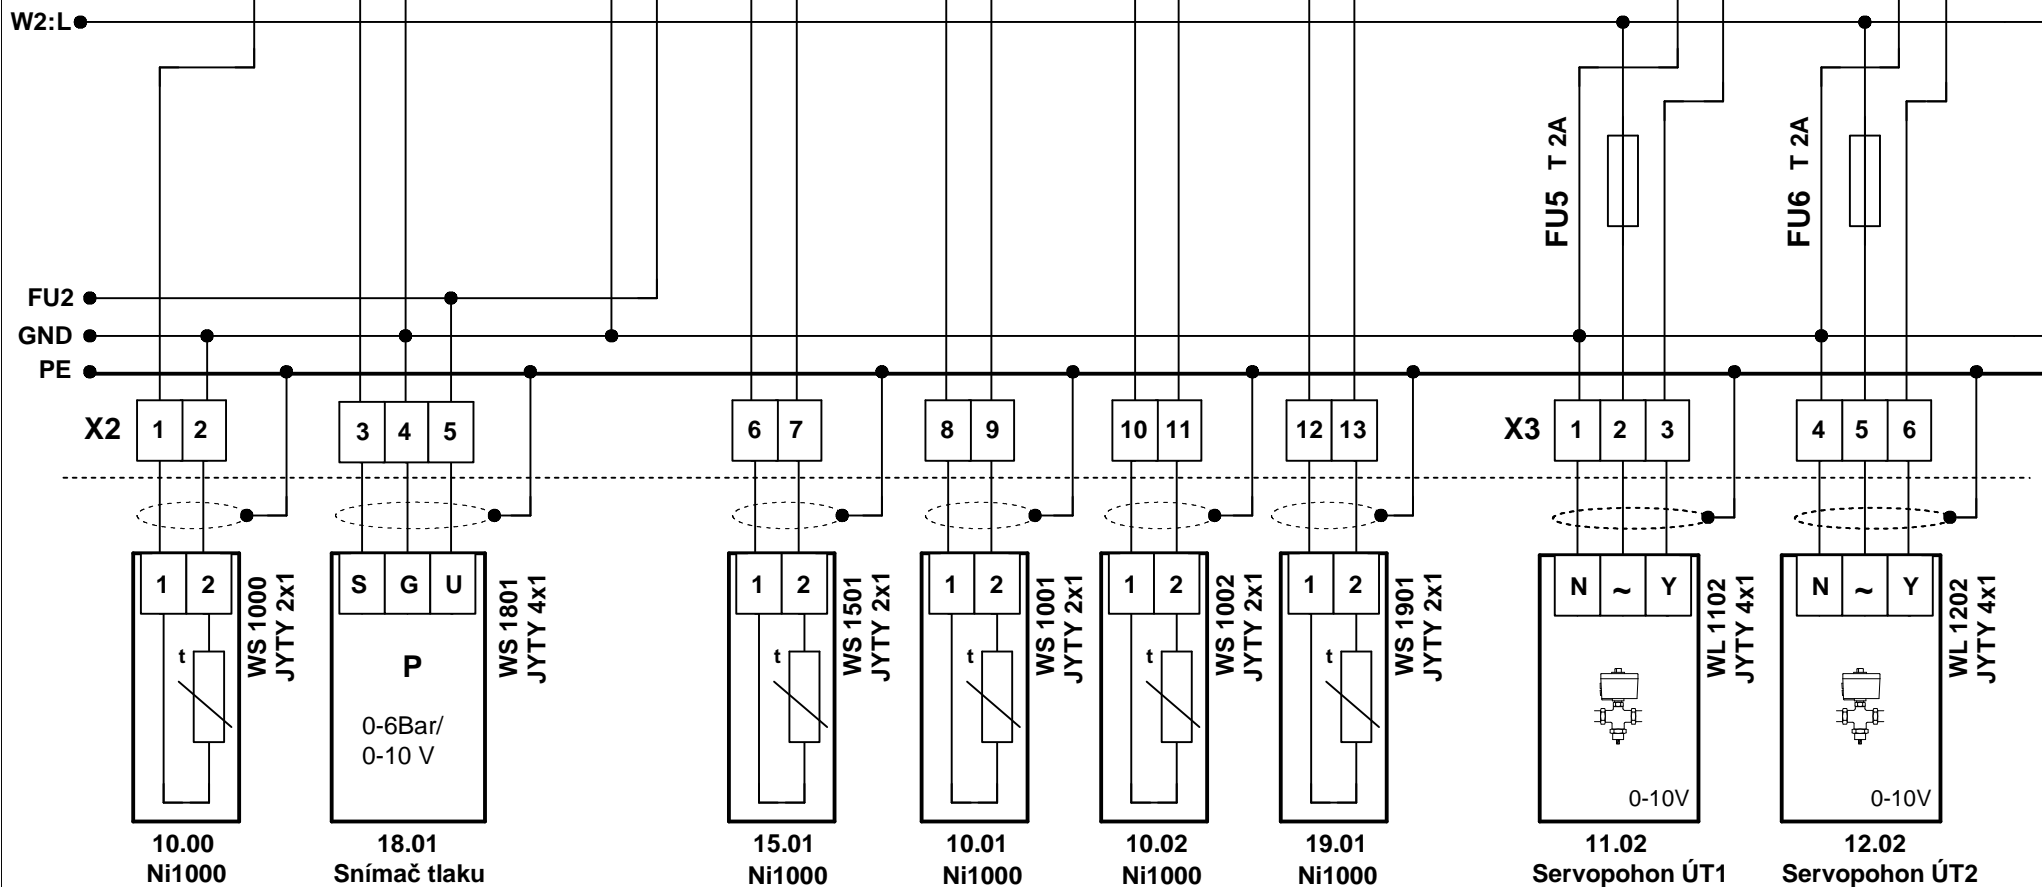 W2:L
FU5 T 2A
FU6 T 2A
FU2
GND
PE
X2 1 2 3 4 5 6 7 8 9 10 11 12 13 X3 1 2 3 4 5 6
1 2 S G U 1 2 1 2 1 2 1 2 N ~ Y N ~ Y
WS 1000
JYTY 2x1
WS 1801
JYTY 4x1
WS 1501
JYTY 2x1
WS 1001
JYTY 2x1
WS 1002
JYTY 2x1
WS 1901
JYTY 2x1
WL 1102
JYTY 4x1
WL 1202
JYTY 4x1
t P t t t t
0-6Bar/
0-10 V
0-10V 0-10V
10.00 18.01 15.01 10.01 10.02 19.01 11.02 12.02
Ni1000 Snímač tlaku Ni1000 Ni1000 Ni1000 Ni1000 Servopohon ÚT1 Servopohon ÚT2